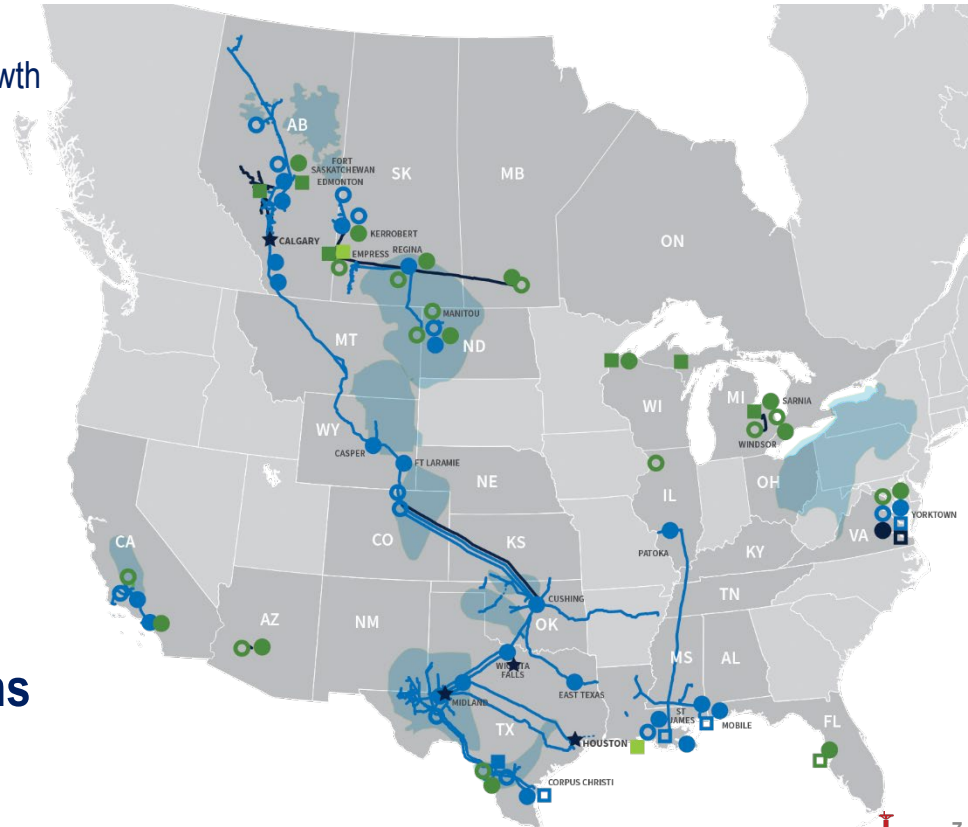 wth
AB
FORT
SASKATCHEWAN
EDMONTON
SK
MB
ON
CALGARY
KERROBERT
EMPRESS
REGINA
MANITOU
MT
ND
WI
MI
SARNIA
WINDSOR
WY
CASPER
FT LARAMIE
NE
IL
OH
YORKTOWN
VA
CA
CO
KS
PATOKA
KY
CUSHING
TN
AZ
NM
OK
MS
AL
WICHITA
FALLS
EAST TEXAS
MIDLAND
ns
ST
JAMES
MOBILE
TX
HOUSTON
FL
CORPUS CHRISTI
7